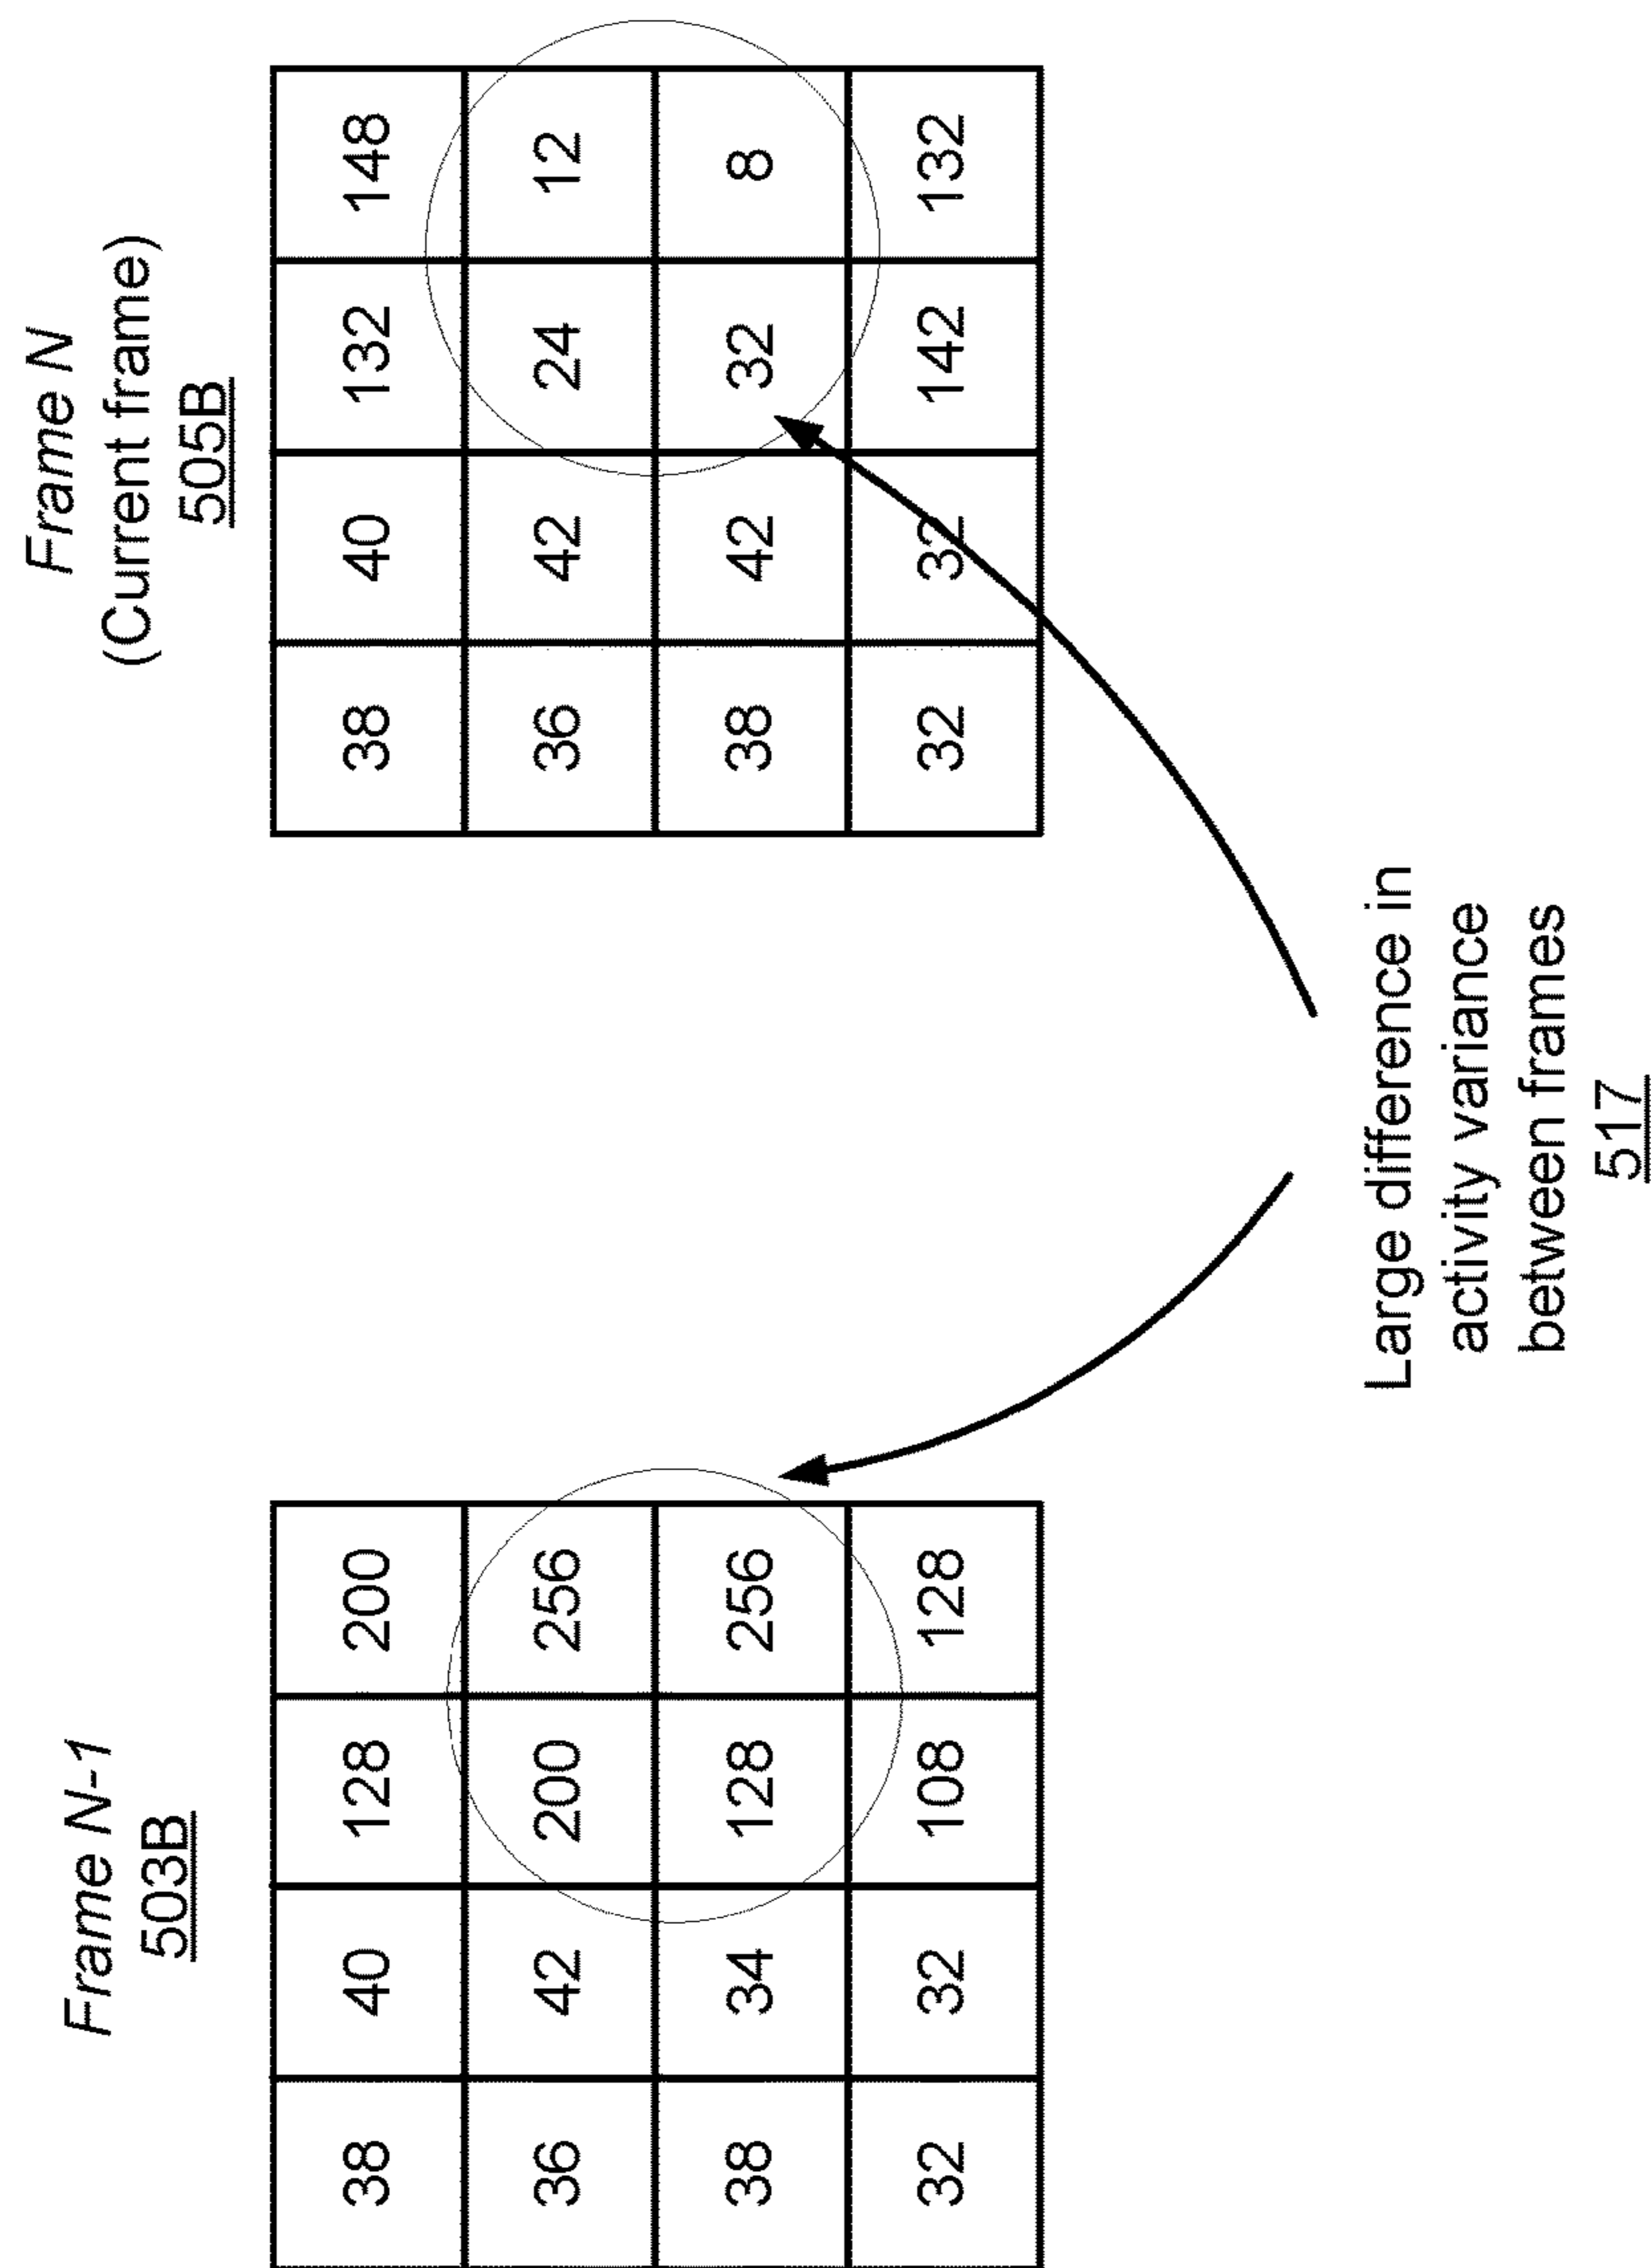 Frame N-1
503B
38 40 128 200
36 42 200 256
38 34 128 256
32 32 108 128
Frame N
(Current frame)
505B
38 40 132 148
36 42 24 12
38 42 32 8
32 32 142 132
Large difference in
activity variance
between frames
517